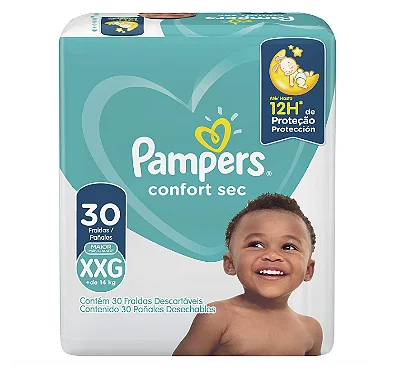 Até/Hasta
12H* de
Proteção
Protección
Pampers®
confort sec
30
Fraldas/
Pañales
XXG
+de 14 kg
Contém 30 Fraldas Descartáveis
Contenido 30 Pañales Desechables